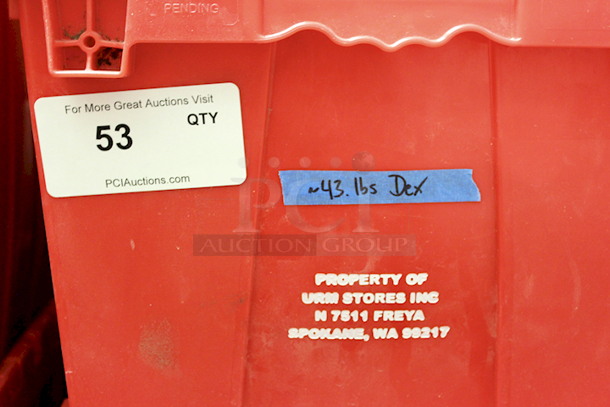 PENDING
For More Great Auctions Visit
53 QTY
PCIAuctions.com
~43. lbs Dex
PCI
AUCTION GROUP
PROPERTY OF
URM STORES INC
N 7511 FREYA
SPOKANE, WA 99217